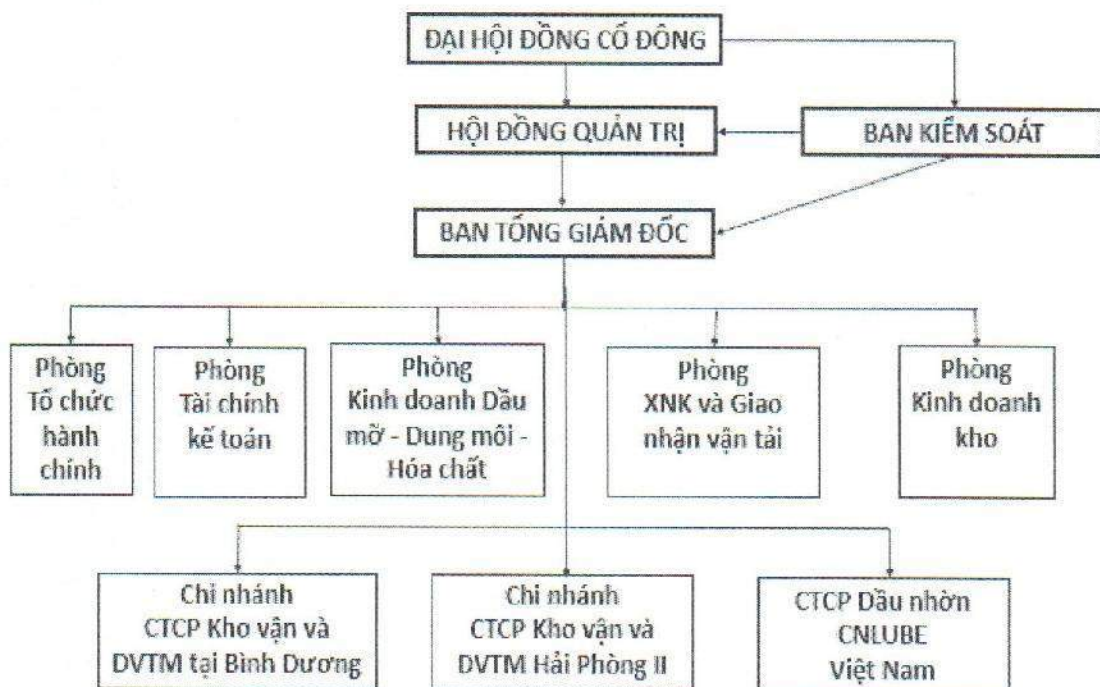 ĐẠI HỘI ĐỒNG CỔ ĐÔNG
HỘI ĐỒNG QUẢN TRỊ
BAN KIỂM SOÁT
BAN TỔNG GIÁM ĐỐC
Phòng
Tổ chức
hành
chính
Phòng
Tài chính
kế toán
Phòng
Kinh doanh Dầu
mỡ - Dung môi -
Hóa chất
Phòng
XNK và Giao
nhận vận tải
Phòng
Kinh doanh
kho
Chi nhánh
CTCP Kho vận và
DVTM tại Bình Dương
Chi nhánh
CTCP Kho vận và
DVTM Hải Phòng II
CTCP Dầu nhờn
CNLUBE
Việt Nam